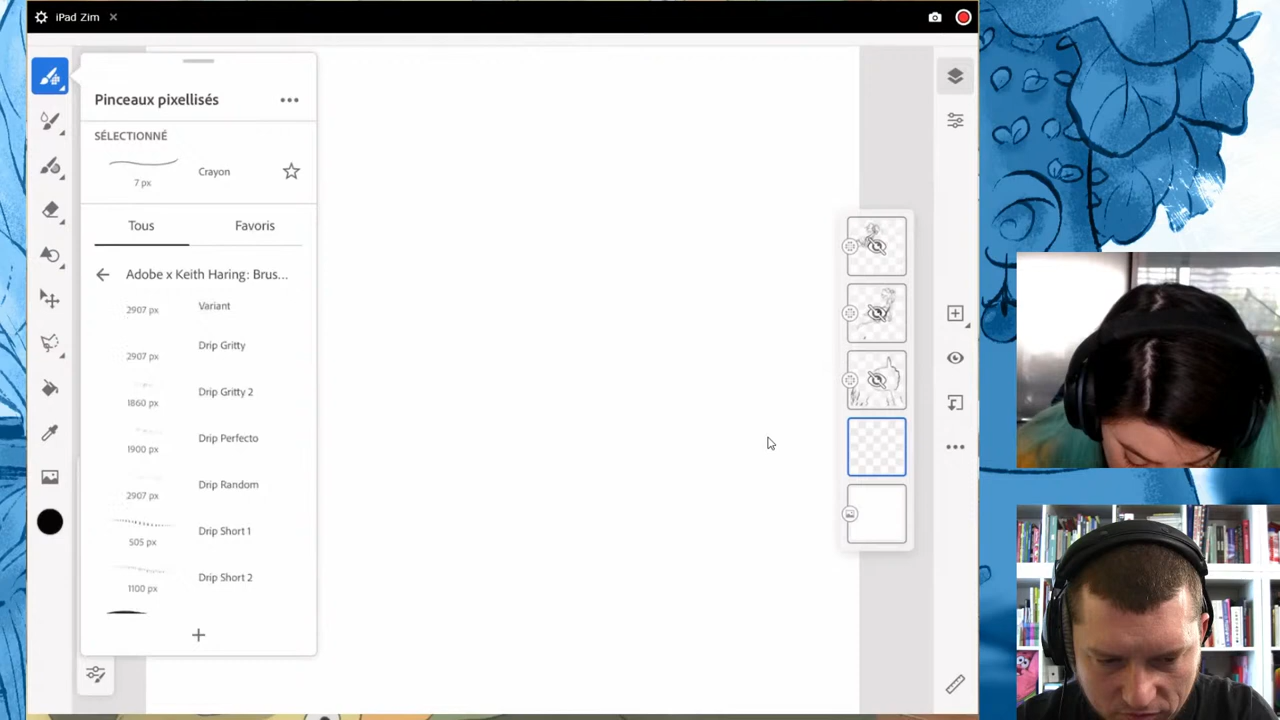 iPad Zim
Pinceaux pixellisés
SÉLECTIONNÉ
Crayon
7 px
Tous Favoris
Adobe x Keith Haring: Brus...
Variant
2907 px
Drip Gritty
2907 px
Drip Gritty 2
1860 px
Drip Perfecto
1900 px
Drip Random
2907 px
Drip Short 1
505 px
Drip Short 2
1100 px